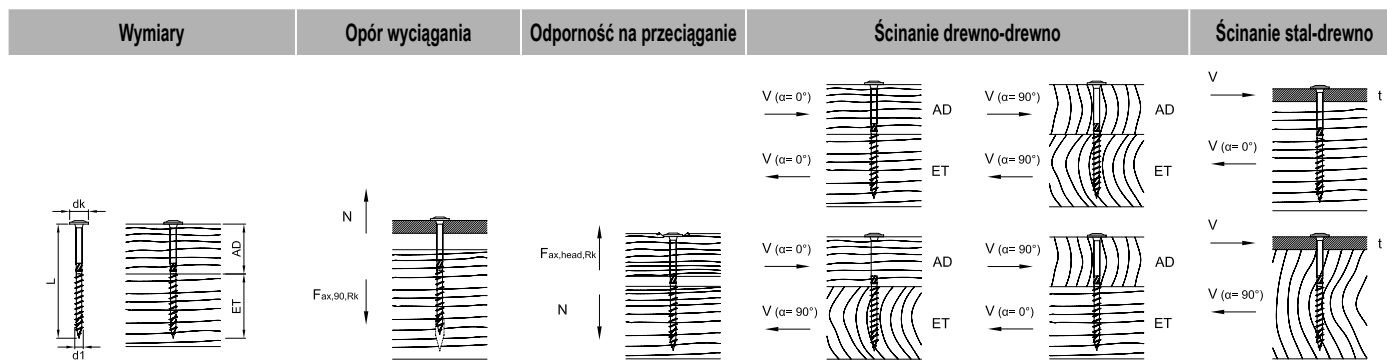 Wymiary
Opór wyciągania
Odporność na przeciąganie
Ścinanie drewno-drewno
Ścinanie stal-drewno
dk
L
d1
AD
ET
N
Fax,90,Rk
Fax,head,Rk
N
V (α= 0°)
AD
V (α= 0°)
ET
V (α= 90°)
AD
V (α= 90°)
ET
V (α= 0°)
AD
V (α= 90°)
ET
V (α= 90°)
AD
V (α= 0°)
ET
V
t
V (α= 0°)
V
t
V (α= 90°)